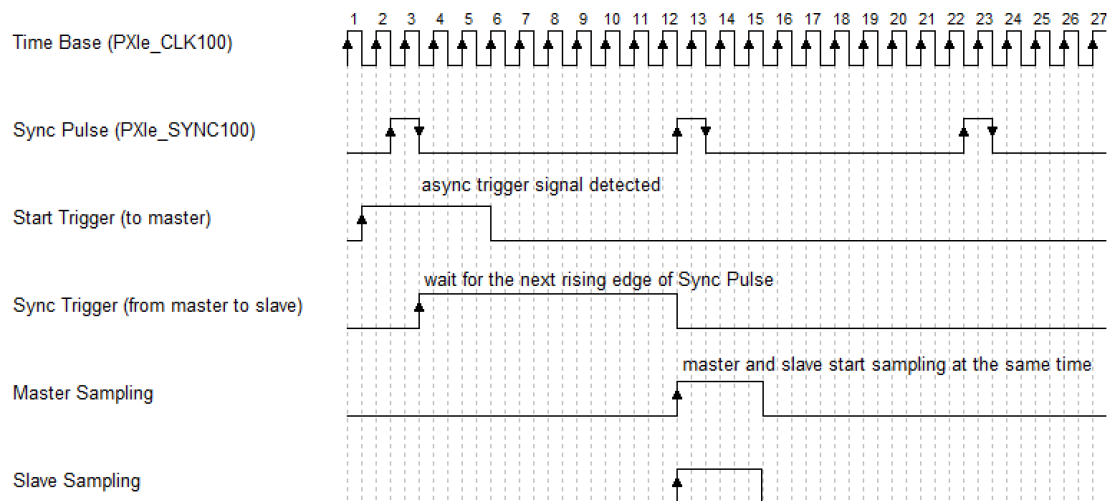 1 2 3 4 5 6 7 8 9 10 11 12 13 14 15 16 17 18 19 20 21 22 23 24 25 26 27
Time Base (PXIe_CLK100)
Sync Pulse (PXIe_SYNC100)
async trigger signal detected
Start Trigger (to master)
wait for the next rising edge of Sync Pulse
Sync Trigger (from master to slave)
master and slave start sampling at the same time
Master Sampling
Slave Sampling